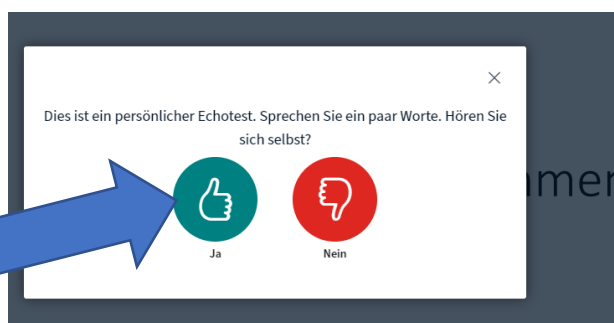 Dies ist ein persönlicher Echotest. Sprechen Sie ein paar Worte. Hören Sie
sich selbst?
Ja
Nein